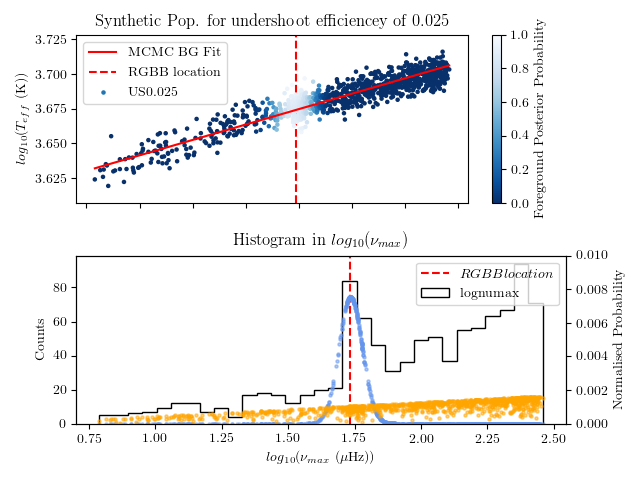 Synthetic Pop. for undershoot efficiencey of 0.025
3.725
3.700
3.675
3.650
3.625
log10(Teff (K))
MCMC BG Fit
RGBB location
US0.025
1.0
0.8
0.6
0.4
0.2
0.0
Foreground Posterior Probability
Histogram in log10(νmax)
80
60
40
20
0
Counts
RGBBlocation
lognumax
0.010
0.008
0.006
0.004
0.002
0.000
Normalised Probability
0.75 1.00 1.25 1.50 1.75 2.00 2.25 2.50
log10(νmax (μHz))